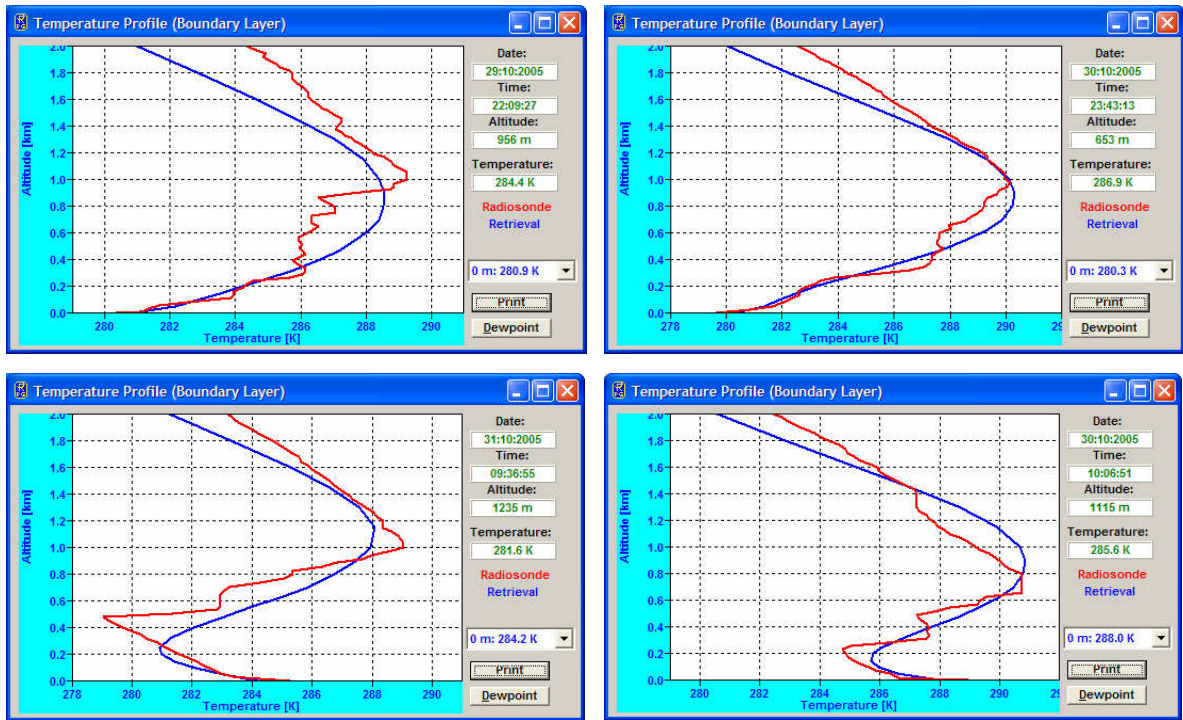 Temperature Profile (Boundary Layer)
2.0
1.8
1.6
1.4
1.2
1.0
0.8
0.6
0.4
0.2
0.0
Altitude [km]
280 282 284 286 288 290
Temperature [K]
Date:
29:10:2005
Time:
22:09:27
Altitude:
956 m
Temperature:
284.4 K
Radiosonde
Retrieval
0 m: 280.9 K
Print
Dewpoint
Temperature Profile (Boundary Layer)
2.0
1.8
1.6
1.4
1.2
1.0
0.8
0.6
0.4
0.2
0.0
Altitude [km]
278 280 282 284 286 288 290 29
Temperature [K]
Date:
30:10:2005
Time:
23:43:13
Altitude:
653 m
Temperature:
286.9 K
Radiosonde
Retrieval
0 m: 280.3 K
Print
Dewpoint
Temperature Profile (Boundary Layer)
2.0
1.8
1.6
1.4
1.2
1.0
0.8
0.6
0.4
0.2
0.0
Altitude [km]
278 280 282 284 286 288 290
Temperature [K]
Date:
31:10:2005
Time:
09:36:55
Altitude:
1235 m
Temperature:
281.6 K
Radiosonde
Retrieval
0 m: 284.2 K
Print
Dewpoint
Temperature Profile (Boundary Layer)
2.0
1.8
1.6
1.4
1.2
1.0
0.8
0.6
0.4
0.2
0.0
Altitude [km]
280 282 284 286 288 290 29
Temperature [K]
Date:
30:10:2005
Time:
10:06:51
Altitude:
1115 m
Temperature:
285.6 K
Radiosonde
Retrieval
0 m: 288.0 K
Print
Dewpoint